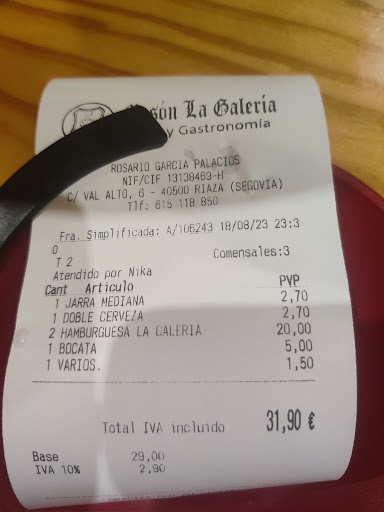 La Galería
y Gastronomía
ROSARIO GARCIA PALACIOS
NIF/CIF 13138469-H
C/ VAL ALTO, 6 - 40500 RIAZA (SEGOVIA)
Tlf: 615 118 860
Fra. Simplificada: A/106243 18/08/23 23:3
0
T 2 Comensales:3
Atendido por Nika
Cant Artículo PVP
1 JARRA MEDIANA 2,70
1 DOBLE CERVEZA 2,70
2 HAMBURGUESA LA GALERIA 20,00
1 BOCATA 5,00
1 VARIOS. 1,50
Total IVA incluido 31,90 €
Base 29,00
IVA 10% 2,90